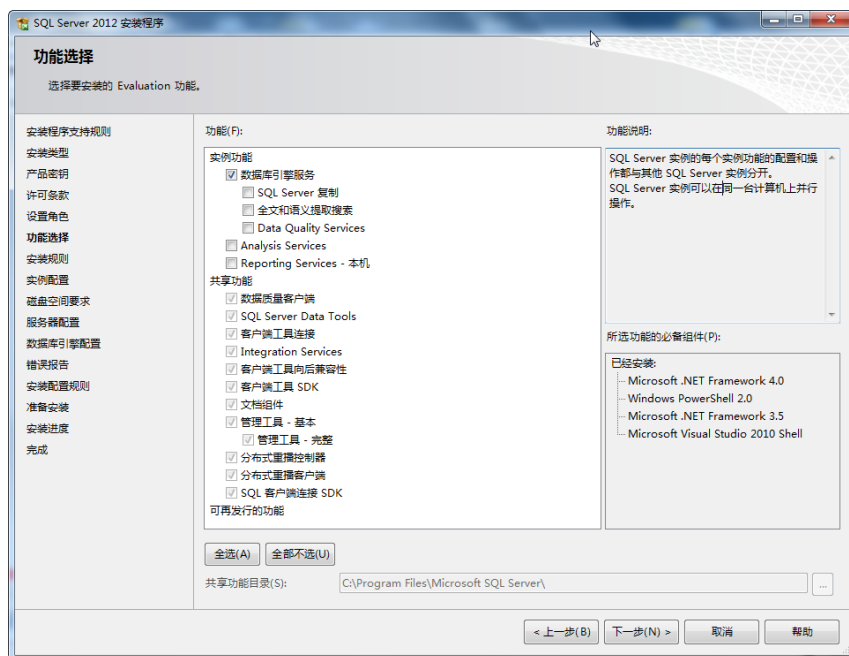 SQL Server 2012 安装程序
功能选择
选择要安装的 Evaluation 功能。
安装程序支持规则
安装类型
产品密钥
许可条款
设置角色
功能选择
安装规则
实例配置
磁盘空间要求
服务器配置
数据库引擎配置
错误报告
安装配置规则
准备安装
安装进度
完成
功能(F):
实例功能
数据库引擎服务
SQL Server 复制
全文和语义提取搜索
Data Quality Services
Analysis Services
Reporting Services - 本机
共享功能
数据质量客户端
SQL Server Data Tools
客户端工具连接
Integration Services
客户端工具向后兼容性
客户端工具 SDK
文档组件
管理工具 - 基本
管理工具 - 完整
分布式重播控制器
分布式重播客户端
SQL 客户端连接 SDK
可再发行的功能
功能说明:
SQL Server 实例的每个实例功能的配置和操
作都与其他 SQL Server 实例分开。
SQL Server 实例可以在同一台计算机上并行
操作。
所选功能的必备组件(P):
已经安装:
Microsoft .NET Framework 4.0
Windows PowerShell 2.0
Microsoft .NET Framework 3.5
Microsoft Visual Studio 2010 Shell
全选(A)
全部不选(U)
共享功能目录(S):
C:\Program Files\Microsoft SQL Server\
...
< 上一步(B)
下一步(N) >
取消
帮助